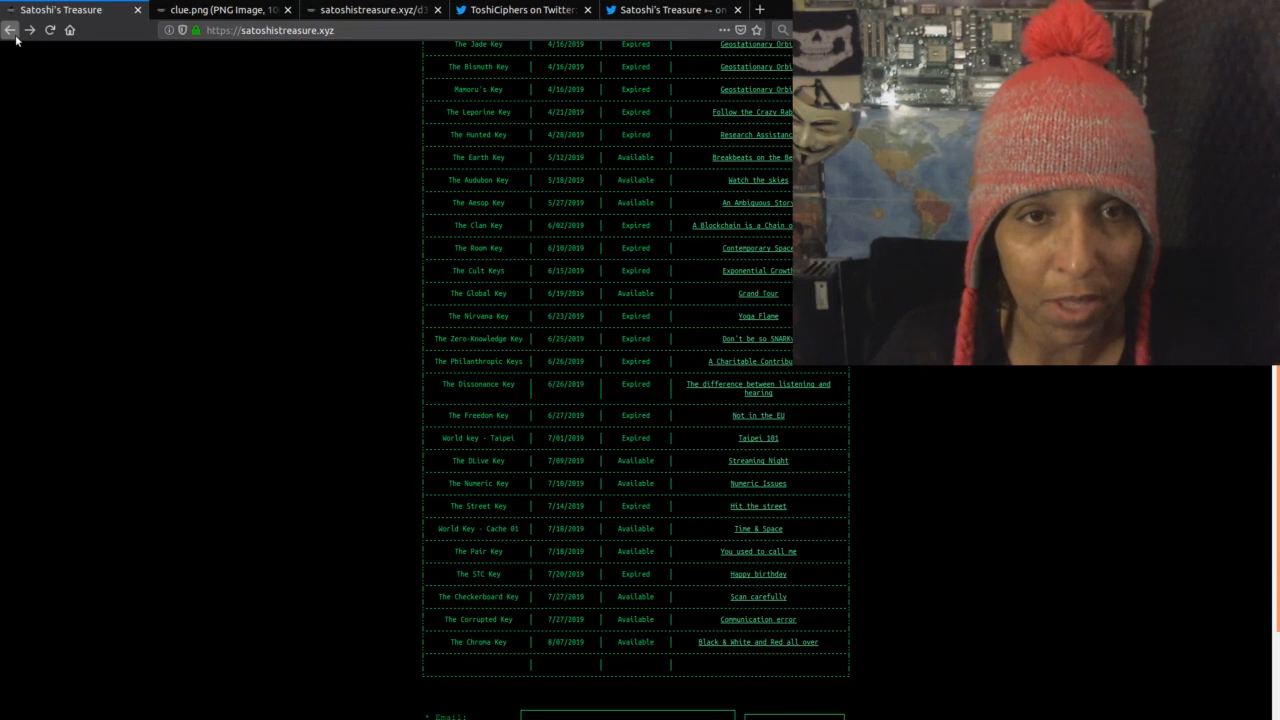 Satoshi's Treasure
clue.png (PNG Image, 10
satoshistreasure.xyz/d3
ToshiCiphers on Twitter:
Satoshi's Treasure 🗝 on
https://satoshistreasure.xyz
The Jade Key 4/16/2019 Expired Geostationary Orbi
The Bismuth Key 4/16/2019 Expired Geostationary Orbi
Mamoru's Key 4/16/2019 Expired Geostationary Orbi
The Leporine Key 4/21/2019 Expired Follow the Crazy Rab
The Hunted Key 4/28/2019 Expired Research Assistanc
The Earth Key 5/12/2019 Available Breakbeats on the Be
The Audubon Key 5/18/2019 Available Watch the skies
The Aesop Key 5/27/2019 Available An Ambiguous Story
The Clan Key 6/02/2019 Expired A Blockchain is a Chain o
The Room Key 6/10/2019 Expired Contemporary Space
The Cult Keys 6/15/2019 Expired Exponential Growth
The Global Key 6/19/2019 Available Grand Tour
The Nirvana Key 6/23/2019 Expired Yoga Flame
The Zero-Knowledge Key 6/25/2019 Expired Don't be so SNARKy
The Philanthropic Keys 6/26/2019 Expired A Charitable Contribu
The Dissonance Key 6/26/2019 Expired The difference between listening and
hearing
The Freedom Key 6/27/2019 Expired Not in the EU
World key - Taipei 7/01/2019 Expired Taipei 101
The DLive Key 7/09/2019 Available Streaming Night
The Numeric Key 7/10/2019 Available Numeric Issues
The Street Key 7/14/2019 Expired Hit the street
World Key - Cache 01 7/18/2019 Available Time & Space
The Pair Key 7/18/2019 Available You used to call me
The STC Key 7/20/2019 Expired Happy birthday
The Checkerboard Key 7/27/2019 Available Scan carefully
The Corrupted Key 7/27/2019 Available Communication error
The Chroma Key 8/07/2019 Available Black & White and Red all over
* Email: